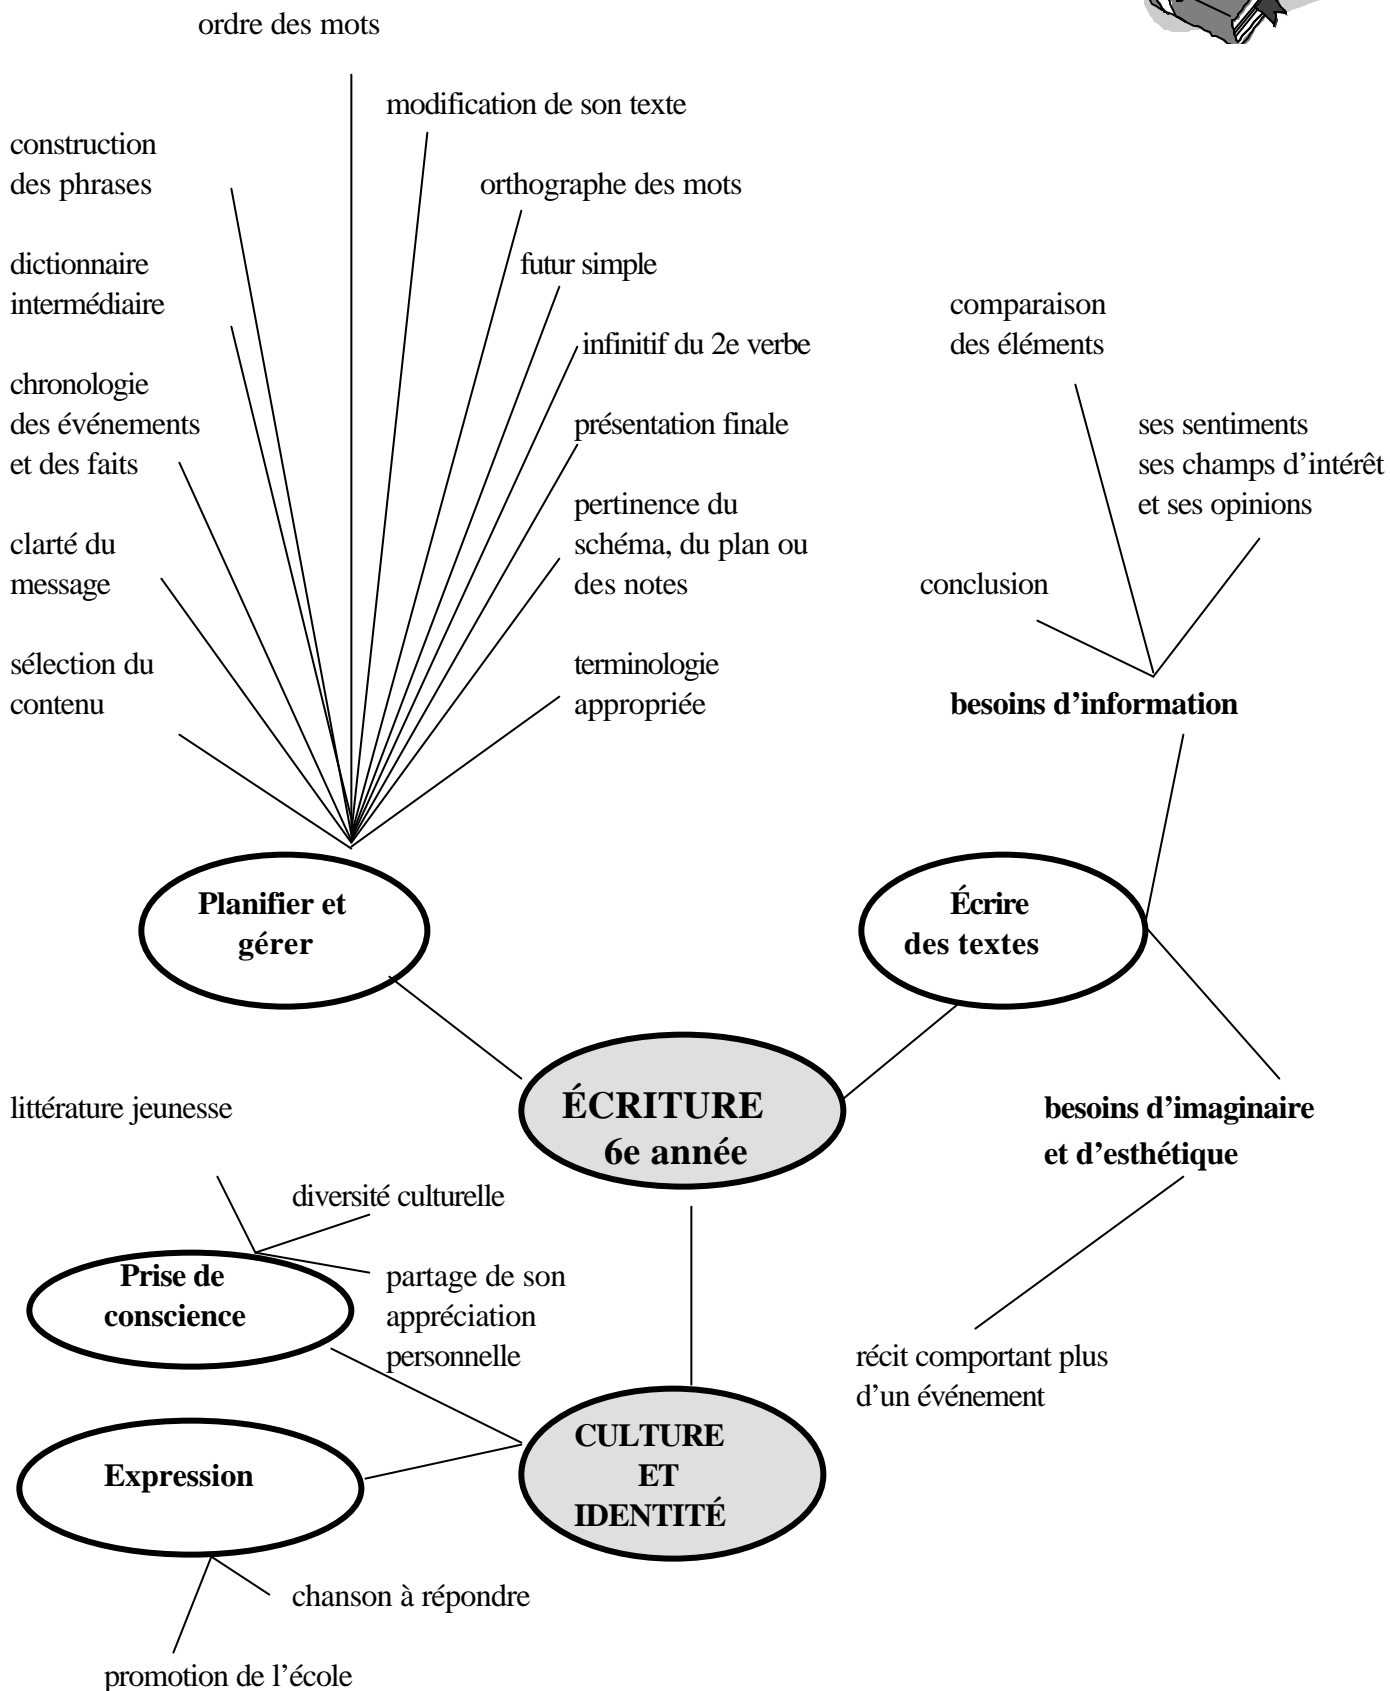 ordre des mots
modification de son texte
construction
des phrases
orthographe des mots
dictionnaire
intermédiaire
futur simple
infinitif du 2e verbe
chronologie
des événements
et des faits
présentation finale
clarté du
message
pertinence du
schéma, du plan ou
des notes
sélection du
contenu
terminologie
appropriée
comparaison
des éléments
ses sentiments
ses champs d’intérêt
et ses opinions
conclusion
besoins d’information
Planifier et
gérer
Écrire
des textes
ÉCRITURE
6e année
besoins d’imaginaire
et d’esthétique
récit comportant plus
d’un événement
littérature jeunesse
diversité culturelle
partage de son
appréciation
personnelle
Prise de
conscience
CULTURE
ET
IDENTITÉ
Expression
chanson à répondre
promotion de l’école